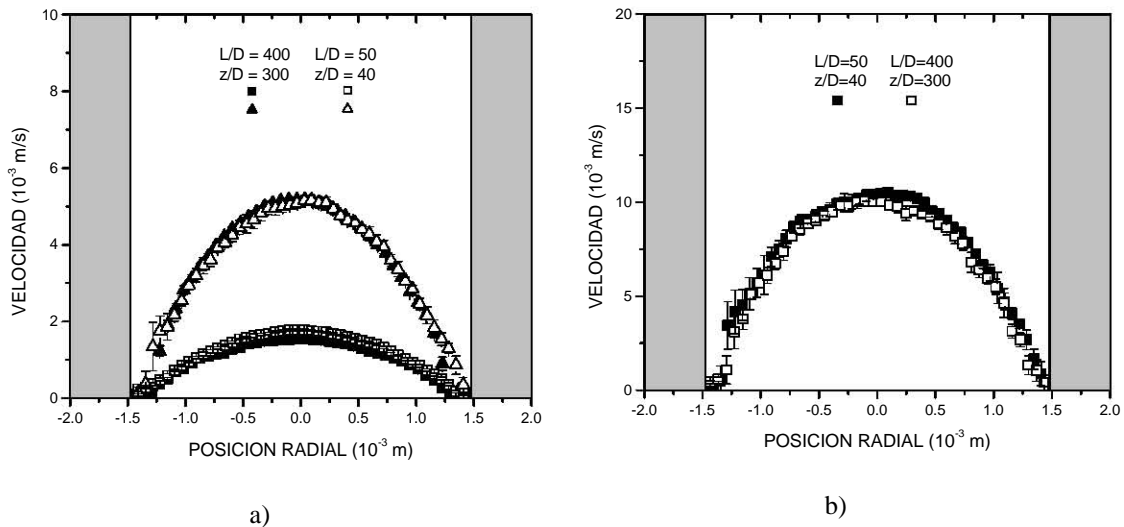 10
8
6
4
2
0
VELOCIDAD (10⁻³ m/s)
L/D = 400 L/D = 50
z/D = 300 z/D = 40
-2.0 -1.5 -1.0 -0.5 0.0 0.5 1.0 1.5 2.0
POSICION RADIAL (10⁻³ m)
a)
20
15
10
5
0
VELOCIDAD (10⁻³ m/s)
L/D=50 L/D=400
z/D=40 z/D=300
-2.0 -1.5 -1.0 -0.5 0.0 0.5 1.0 1.5 2.0
POSICION RADIAL (10⁻³ m)
b)